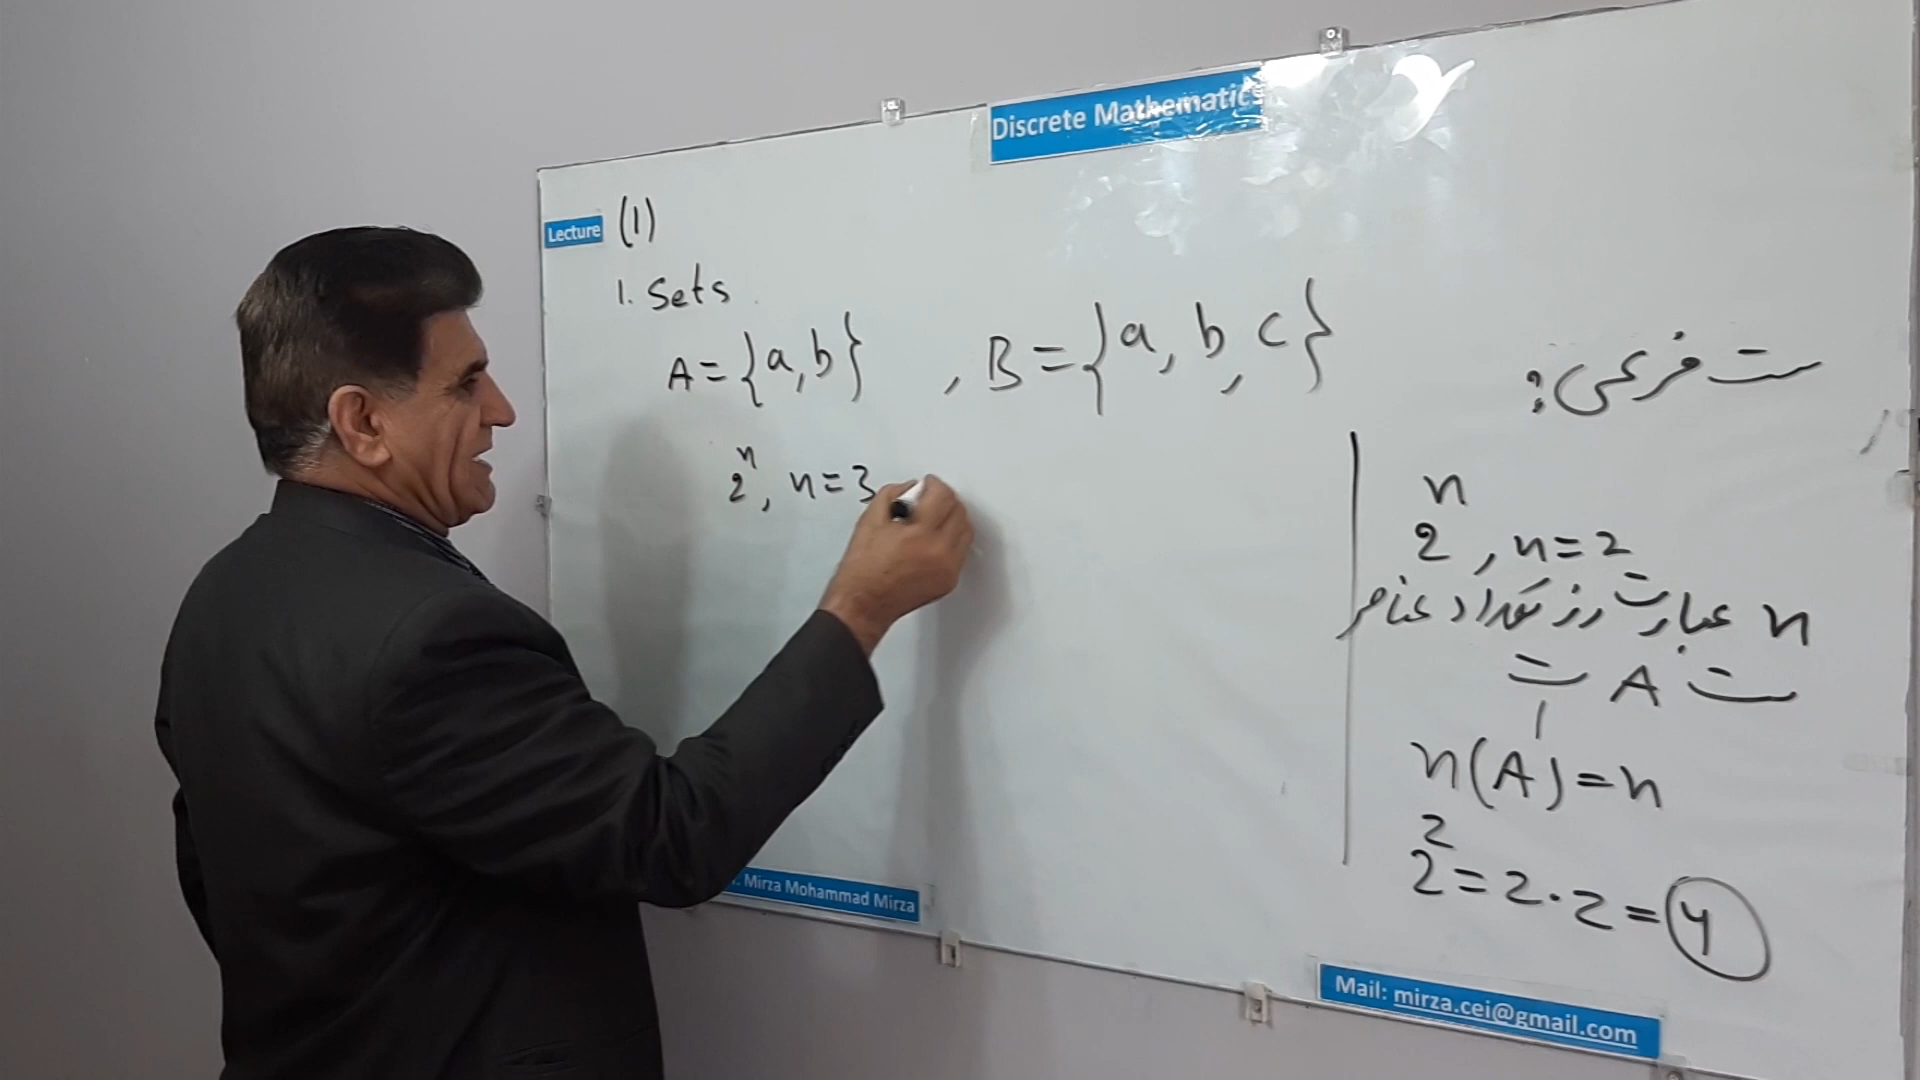 Discrete Mathematics
Lecture (1)
1. Sets
A = {a, b} , B = {a, b, c}
2ⁿ, n = 3
ست فرعی:
2ⁿ, n = 2
n عبارت از تعداد عناصر
ست A ت
n(A) = n
2² = 2 · 2 = 4
Mirza Mohammad Mirza
Mail: mirza.cei@gmail.com